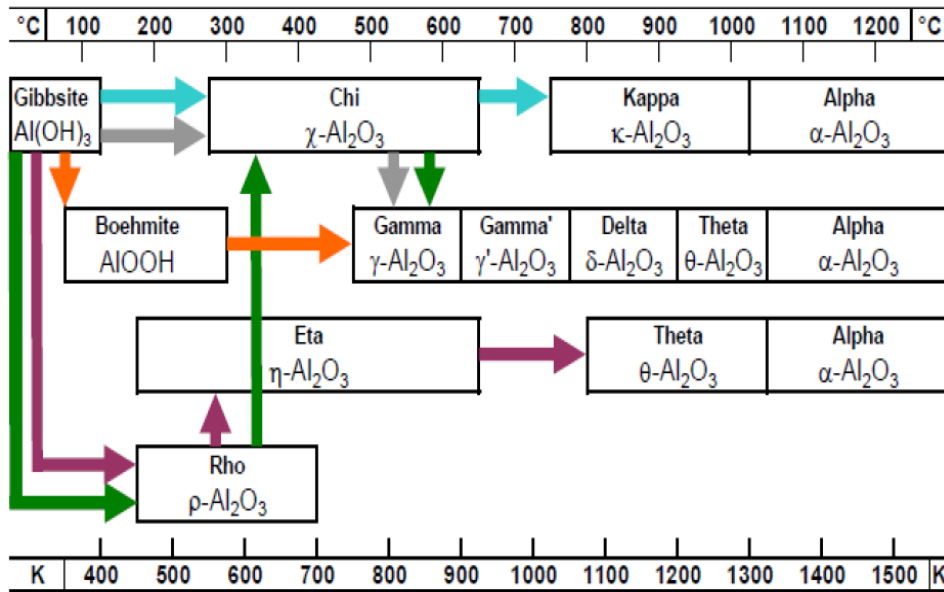 °C 100 200 300 400 500 600 700 800 900 1000 1100 1200 °C
Gibbsite
Al(OH)₃
Chi
χ-Al₂O₃
Kappa
κ-Al₂O₃
Alpha
α-Al₂O₃
Boehmite
AlOOH
Gamma
γ-Al₂O₃
Gamma'
γ'-Al₂O₃
Delta
δ-Al₂O₃
Theta
θ-Al₂O₃
Alpha
α-Al₂O₃
Eta
η-Al₂O₃
Theta
θ-Al₂O₃
Alpha
α-Al₂O₃
Rho
ρ-Al₂O₃
K 400 500 600 700 800 900 1000 1100 1200 1300 1400 1500 K